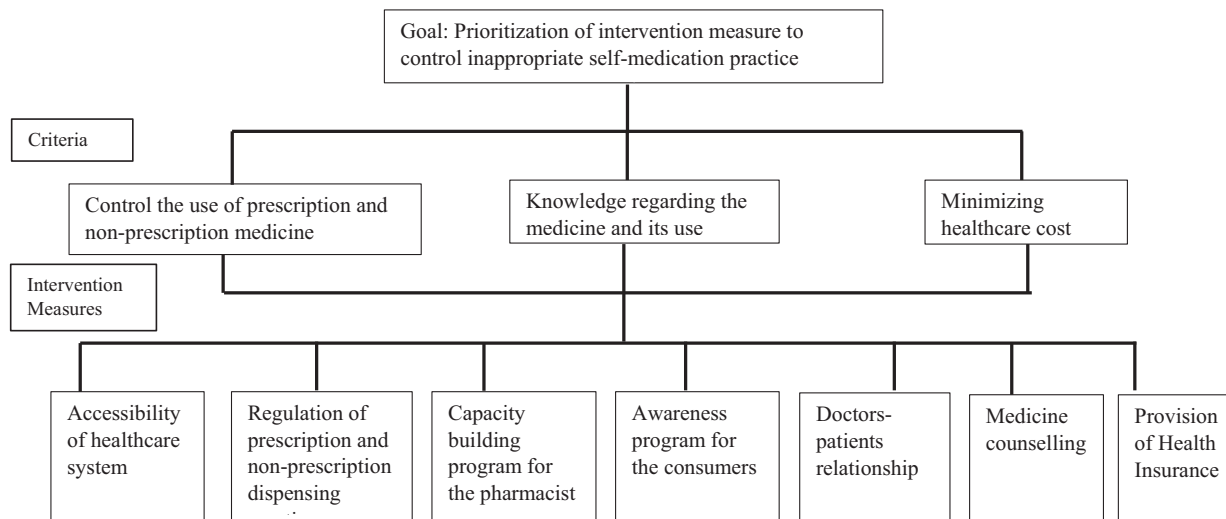 Goal: Prioritization of intervention measure to
control inappropriate self-medication practice
Criteria
Control the use of prescription and
non-prescription medicine
Knowledge regarding the
medicine and its use
Minimizing
healthcare cost
Intervention
Measures
Accessibility
of healthcare
system
Regulation of
prescription and
non-prescription
dispensing
Capacity
building
program for
the pharmacist
Awareness
program for
the consumers
Doctors-
patients
relationship
Medicine
counselling
Provision
of Health
Insurance